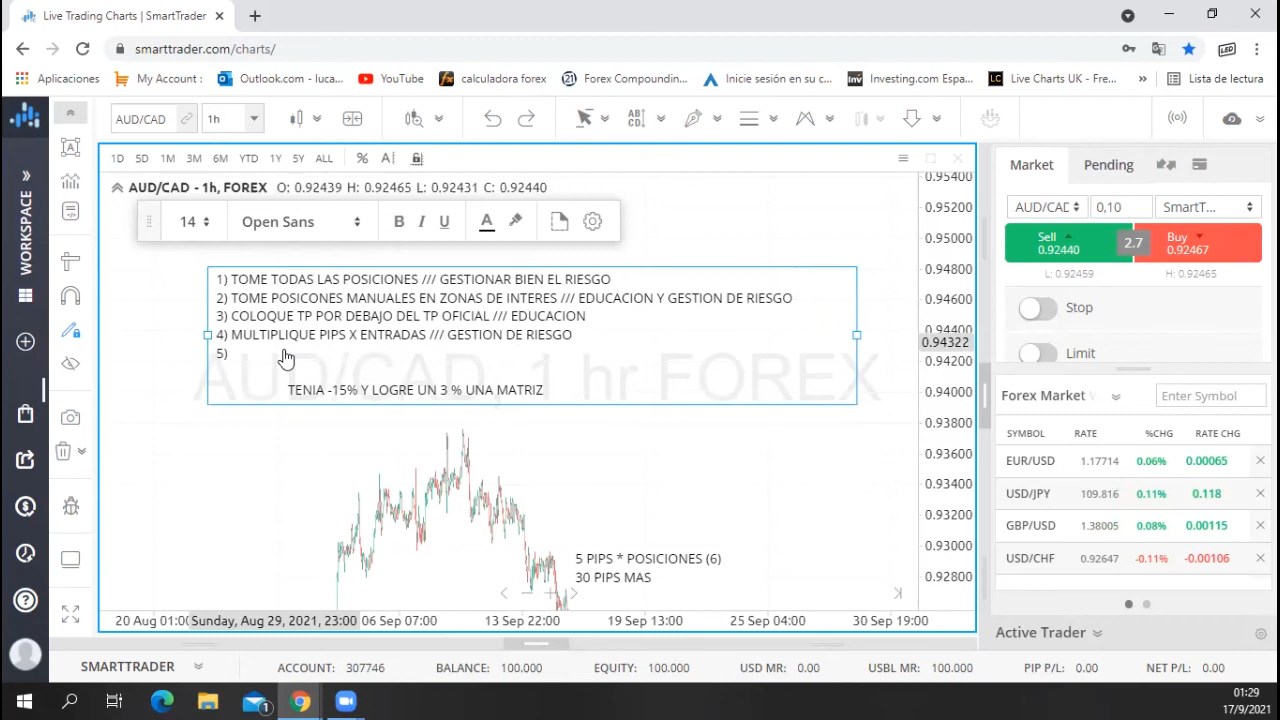 Live Trading Charts | SmartTrader
smarttrader.com/charts/
Aplicaciones
My Account :
Outlook.com - luca...
YouTube
calculadora forex
Forex Compoundin...
Inicie sesión en su c...
Investing.com Espa...
Live Charts UK - Fre...
Lista de lectura
AUD/CAD
1h
1D 5D 1M 3M 6M YTD 1Y 5Y ALL
AUD/CAD - 1h, FOREX O: 0.92439 H: 0.92465 L: 0.92431 C: 0.92440
14 Open Sans B I U A
1) TOME TODAS LAS POSICIONES /// GESTIONAR BIEN EL RIESGO
2) TOME POSICONES MANUALES EN ZONAS DE INTERES /// EDUCACION Y GESTION DE RIESGO
3) COLOQUE TP POR DEBAJO DEL TP OFICIAL /// EDUCACION
4) MULTIPLIQUE PIPS X ENTRADAS /// GESTION DE RIESGO
5)
TENIA -15% Y LOGRE UN 3 % UNA MATRIZ
AUD/CAD, 1 hr FOREX
5 PIPS * POSICIONES (6)
30 PIPS MAS
0.95400
0.95200
0.95000
0.94800
0.94600
0.94400
0.94322
0.94200
0.94000
0.93800
0.93600
0.93400
0.93200
0.93000
0.92800
20 Aug 01:00
Sunday, Aug 29, 2021, 23:00
06 Sep 07:00
13 Sep 22:00
19 Sep 13:00
25 Sep 04:00
30 Sep 19:00
WORKSPACE
Market
Pending
AUD/CAD
0,10
SmartT...
Sell
0.92440
2.7
Buy
0.92467
L: 0.92459
H: 0.92465
Stop
Limit
Forex Market
Enter Symbol
SYMBOL RATE %CHG RATE CHG
EUR/USD 1.17714 0.06% 0.00065
USD/JPY 109.816 0.11% 0.118
GBP/USD 1.38005 0.08% 0.00115
USD/CHF 0.92647 -0.11% -0.00106
Active Trader
SMARTTRADER
ACCOUNT: 307746
BALANCE: 100.000
EQUITY: 100.000
USD MR: 0.00
USBL MR: 100.000
PIP P/L: 0.00
NET P/L: 0.00
01:29
17/9/2021